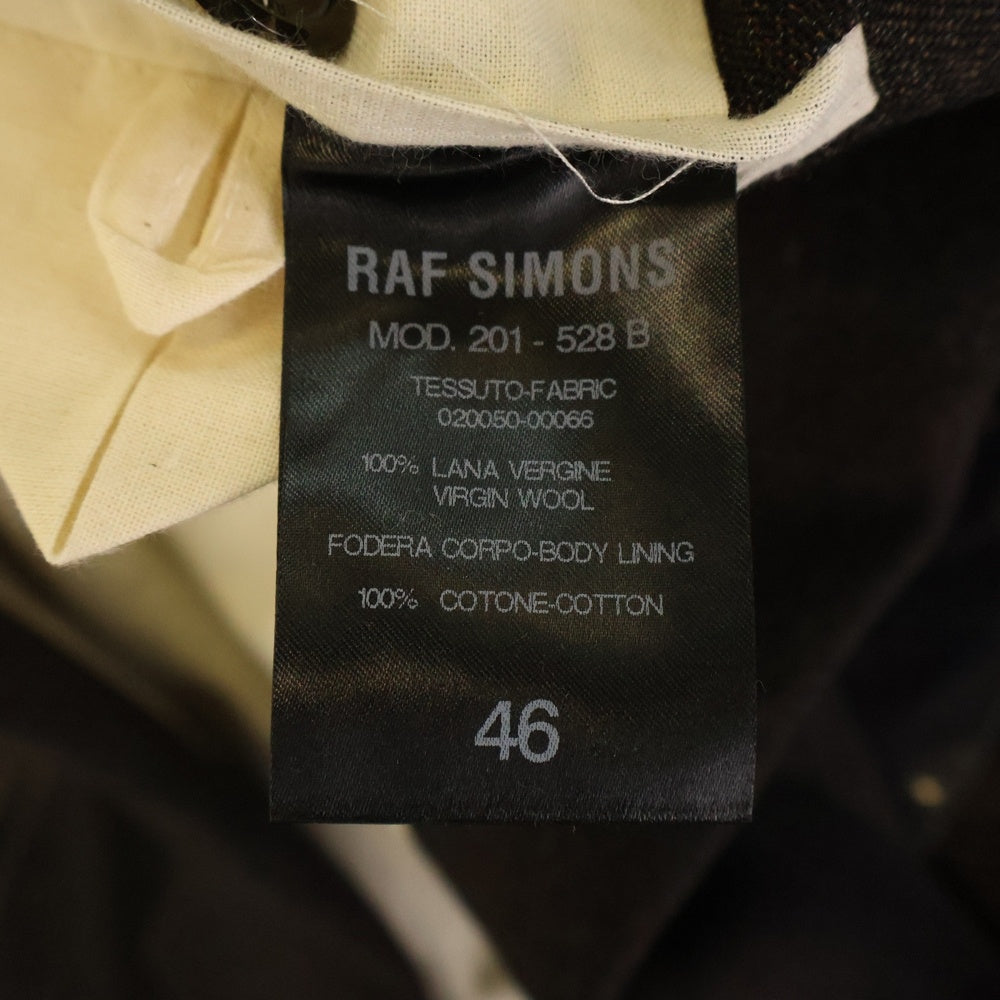 RAF SIMONS
MOD. 201 - 528 B
TESSUTO-FABRIC
020050-00066
100% LANA VERGINE
VIRGIN WOOL
FODERA CORPO-BODY LINING
100% COTONE-COTTON
46